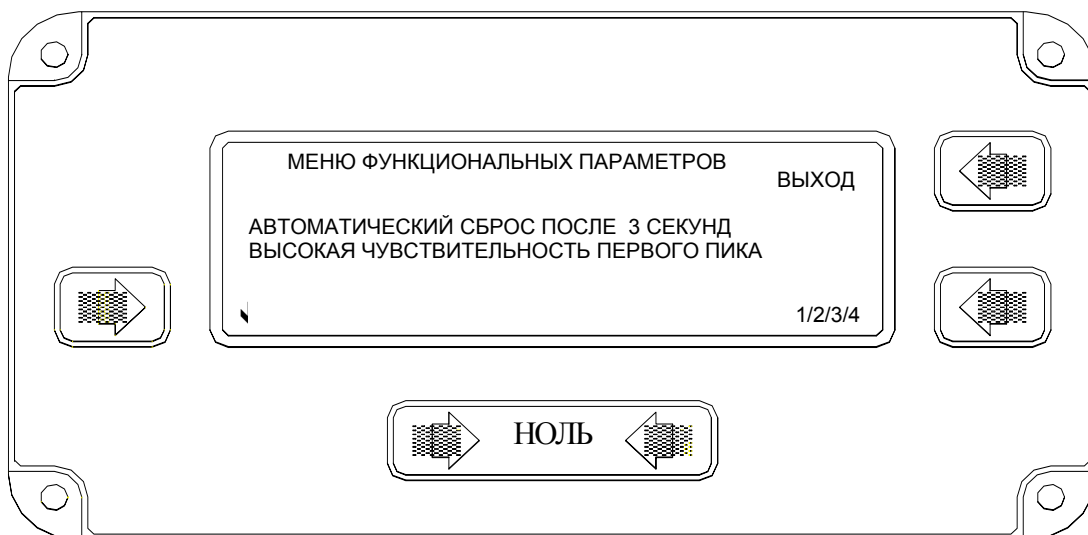 МЕНЮ ФУНКЦИОНАЛЬНЫХ ПАРАМЕТРОВ
ВЫХОД
АВТОМАТИЧЕСКИЙ СБРОС ПОСЛЕ 3 СЕКУНД
ВЫСОКАЯ ЧУВСТВИТЕЛЬНОСТЬ ПЕРВОГО ПИКА
1/2/3/4
НОЛЬ